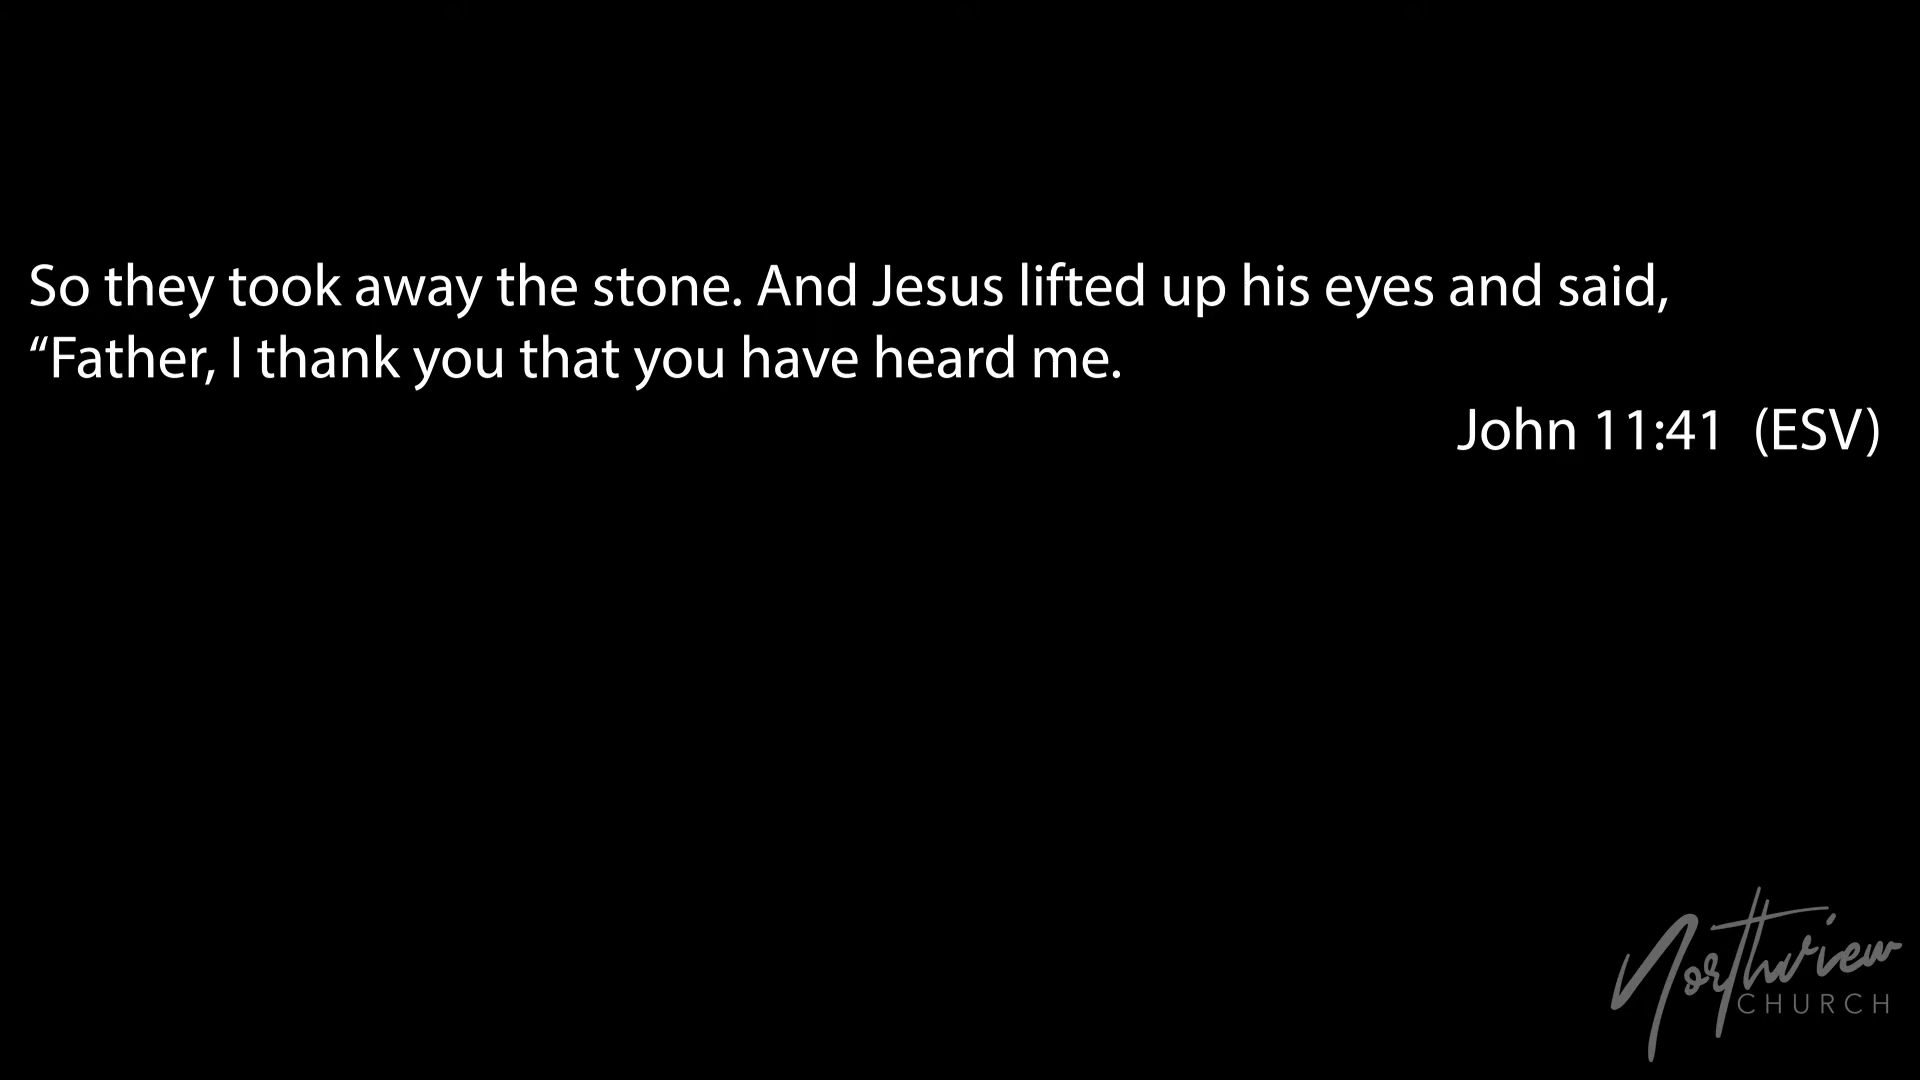 So they took away the stone. And Jesus lifted up his eyes and said,
“Father, I thank you that you have heard me.
John 11:41  (ESV)
Northview
CHURCH